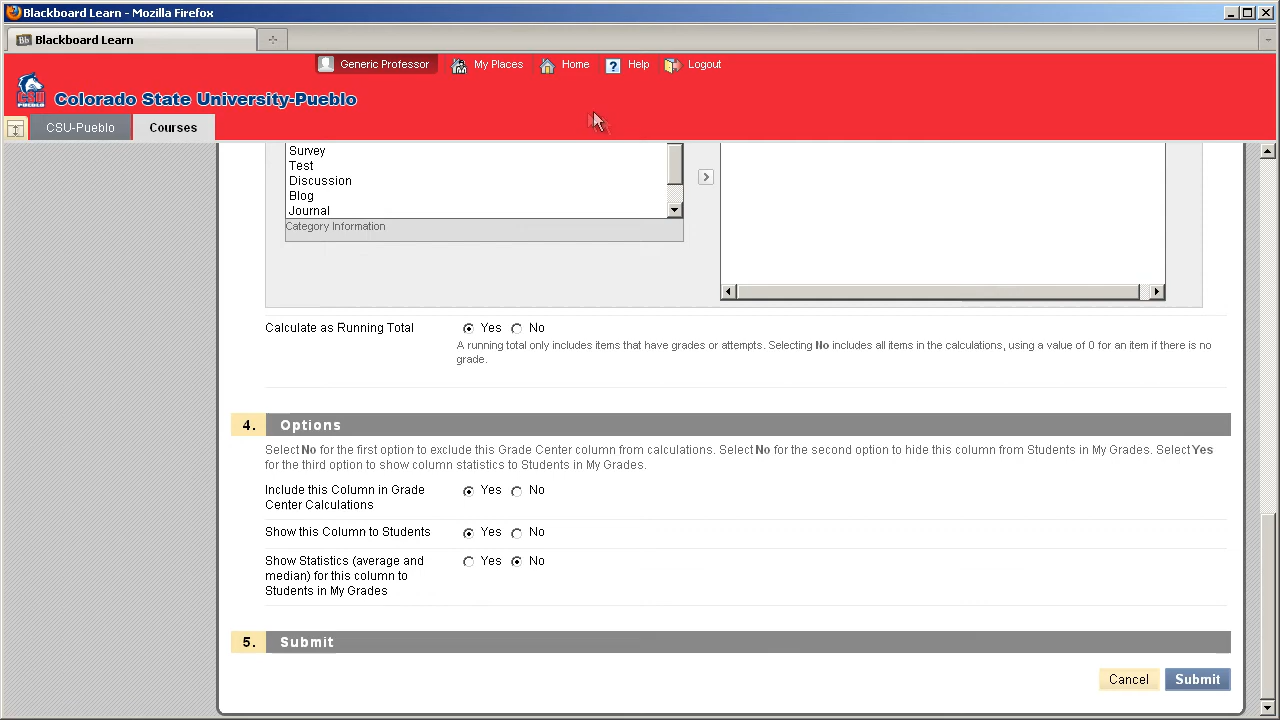 Blackboard Learn - Mozilla Firefox
Bb Blackboard Learn
Generic Professor My Places Home ? Help Logout
CSU PUEBLO Colorado State University-Pueblo
CSU-Pueblo Courses
Survey
Test
Discussion
Blog
Journal
Category Information
Calculate as Running Total Yes No
A running total only includes items that have grades or attempts. Selecting No includes all items in the calculations, using a value of 0 for an item if there is no
grade.
4. Options
Select No for the first option to exclude this Grade Center column from calculations. Select No for the second option to hide this column from Students in My Grades. Select Yes
for the third option to show column statistics to Students in My Grades.
Include this Column in Grade Yes No
Center Calculations
Show this Column to Students Yes No
Show Statistics (average and Yes No
median) for this column to
Students in My Grades
5. Submit
Cancel Submit